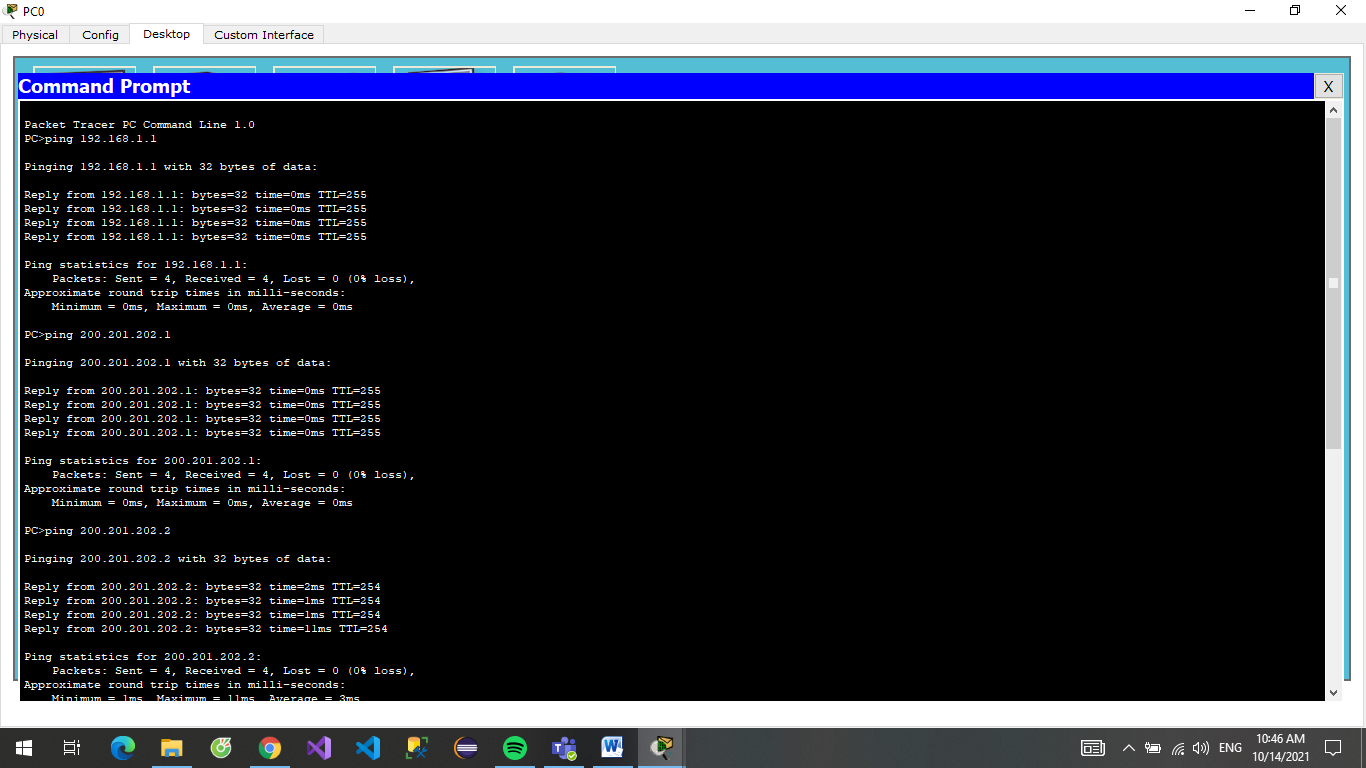 PC0
Physical Config Desktop Custom Interface
Command Prompt X
Packet Tracer PC Command Line 1.0
PC>ping 192.168.1.1
Pinging 192.168.1.1 with 32 bytes of data:
Reply from 192.168.1.1: bytes=32 time=0ms TTL=255
Reply from 192.168.1.1: bytes=32 time=0ms TTL=255
Reply from 192.168.1.1: bytes=32 time=0ms TTL=255
Reply from 192.168.1.1: bytes=32 time=0ms TTL=255
Ping statistics for 192.168.1.1:
Packets: Sent = 4, Received = 4, Lost = 0 (0% loss),
Approximate round trip times in milli-seconds:
Minimum = 0ms, Maximum = 0ms, Average = 0ms
PC>ping 200.201.202.1
Pinging 200.201.202.1 with 32 bytes of data:
Reply from 200.201.202.1: bytes=32 time=0ms TTL=255
Reply from 200.201.202.1: bytes=32 time=0ms TTL=255
Reply from 200.201.202.1: bytes=32 time=0ms TTL=255
Reply from 200.201.202.1: bytes=32 time=0ms TTL=255
Ping statistics for 200.201.202.1:
Packets: Sent = 4, Received = 4, Lost = 0 (0% loss),
Approximate round trip times in milli-seconds:
Minimum = 0ms, Maximum = 0ms, Average = 0ms
PC>ping 200.201.202.2
Pinging 200.201.202.2 with 32 bytes of data:
Reply from 200.201.202.2: bytes=32 time=2ms TTL=254
Reply from 200.201.202.2: bytes=32 time=1ms TTL=254
Reply from 200.201.202.2: bytes=32 time=1ms TTL=254
Reply from 200.201.202.2: bytes=32 time=11ms TTL=254
Ping statistics for 200.201.202.2:
Packets: Sent = 4, Received = 4, Lost = 0 (0% loss),
Approximate round trip times in milli-seconds:
Minimum = 1ms, Maximum = 11ms, Average = 3ms
ENG
10:46 AM
10/14/2021